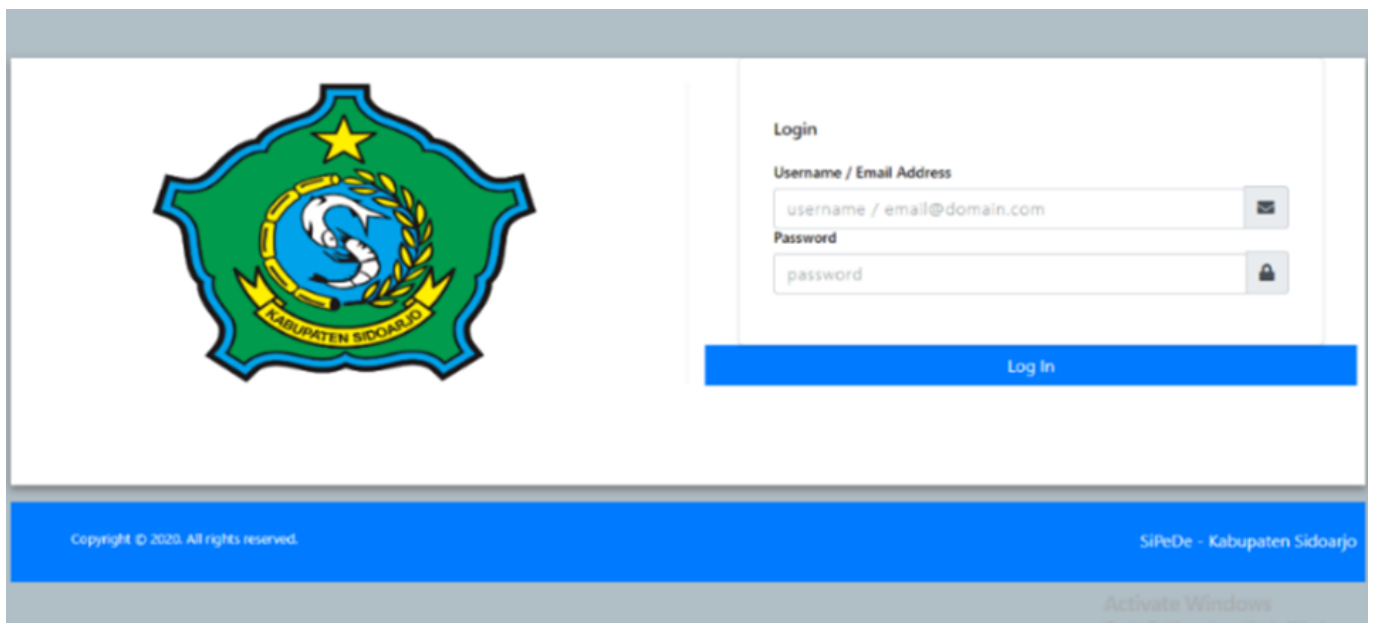 KABUPATEN SIDOARJO
Login
Username / Email Address
username / email@domain.com
Password
password
Log In
Copyright © 2020. All rights reserved.
SiPeDe - Kabupaten Sidoarjo
Activate Windows